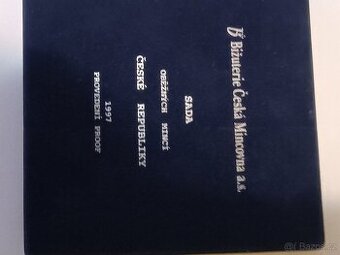 B Bižuterie Česká Mincovna a.s.
SADA
OBĚŽNÝCH MINCÍ
ČESKÉ REPUBLIKY
1997
PROVEDENÍ PROOF